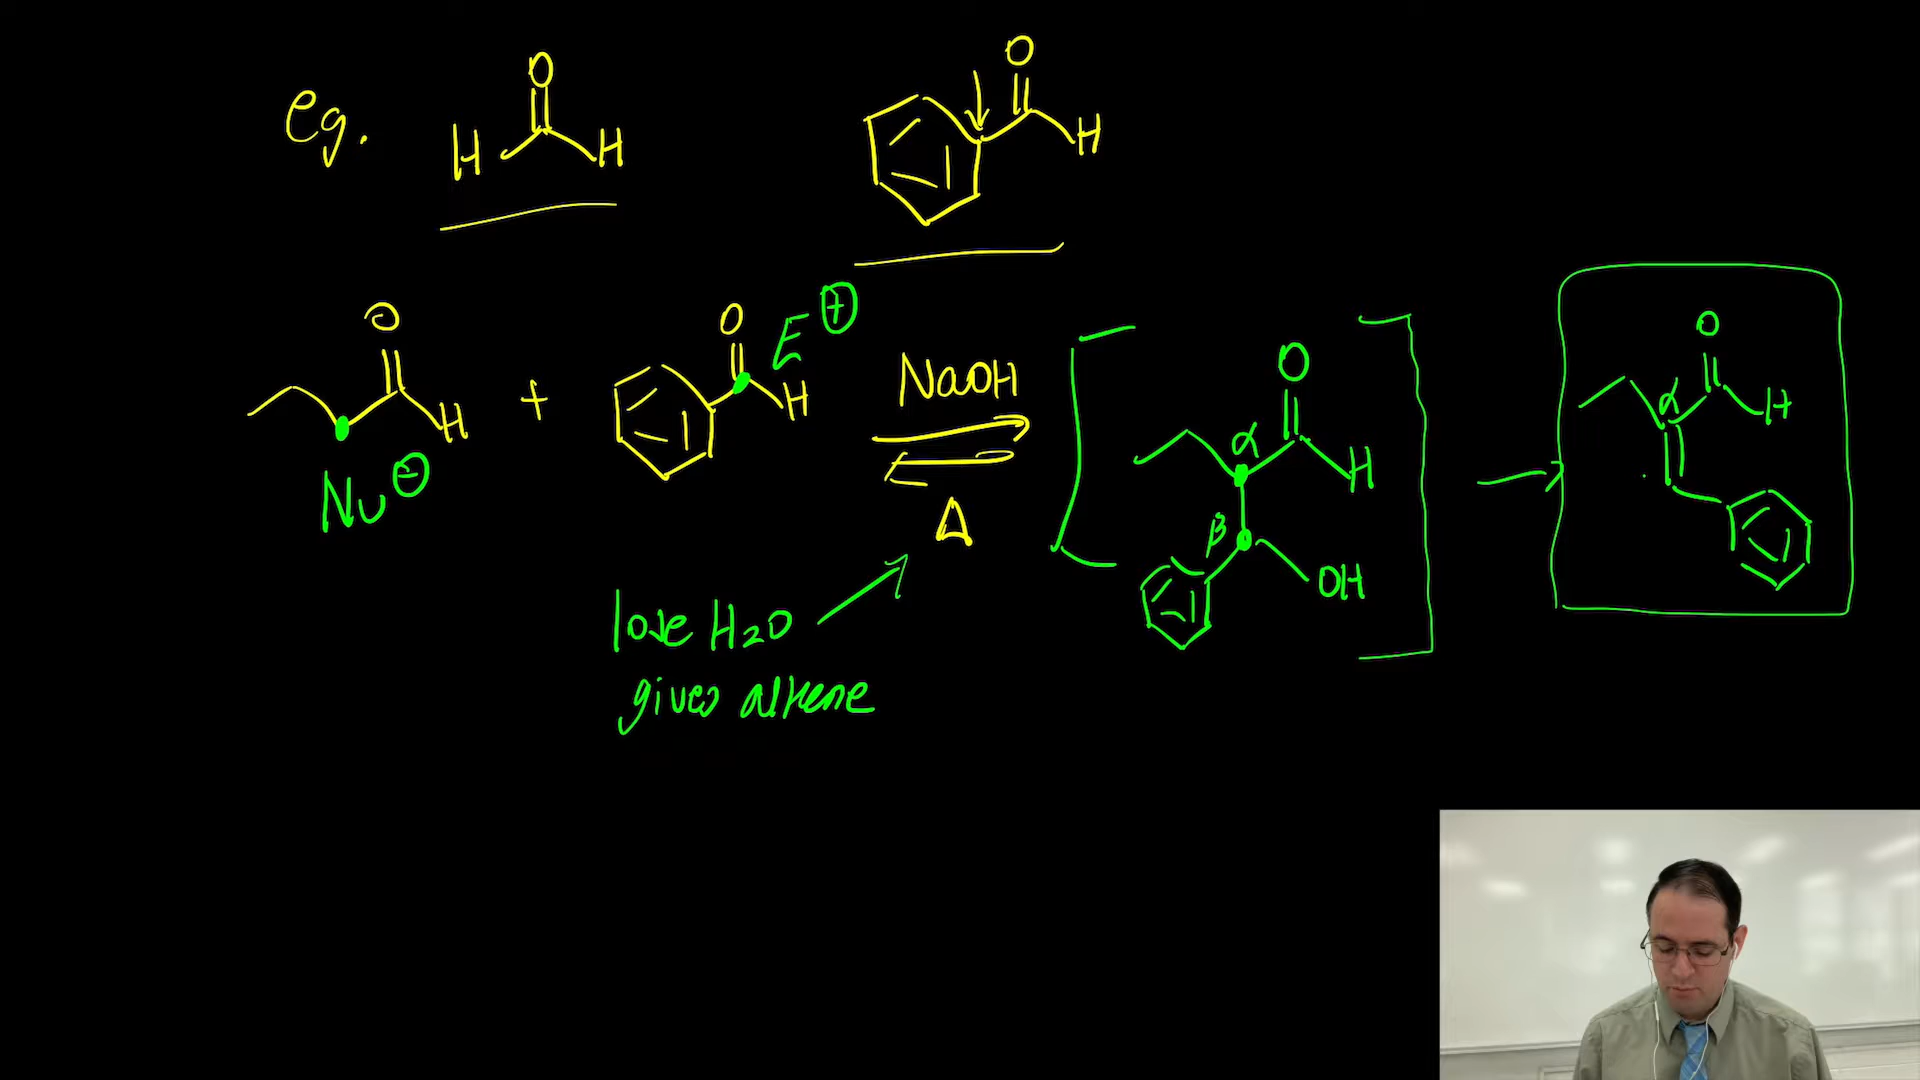 eg.
O
H H
O
H
O
H
Nu⊖
+
O
E⊕
H
NaOH
Δ
O
α
H
β
OH
O
α
H
lose H2O
gives alkene